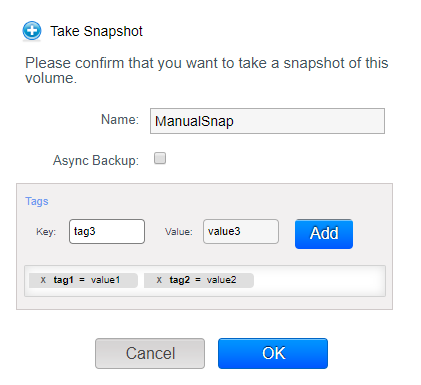 Take Snapshot
Please confirm that you want to take a snapshot of this
volume.
Name: ManualSnap
Async Backup:
Tags
Key: tag3 Value: value3 Add
X tag1 = value1 X tag2 = value2
Cancel OK